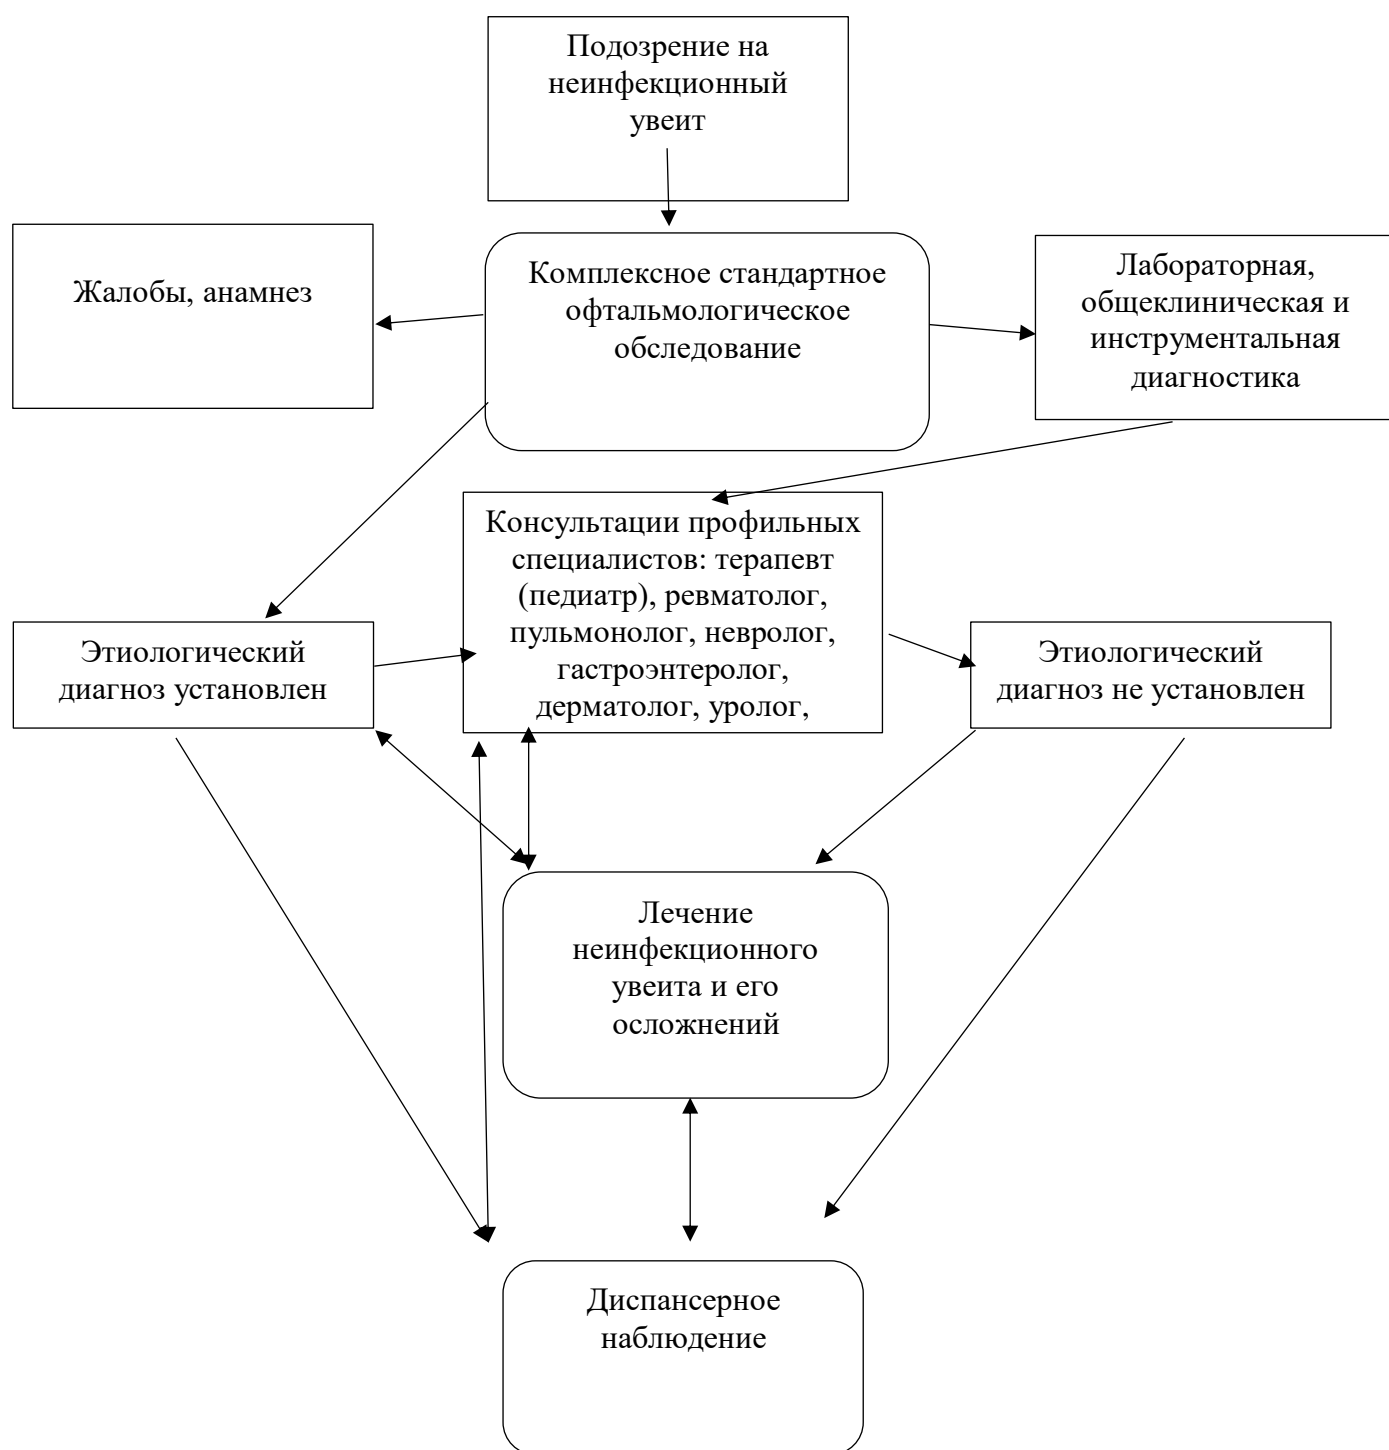 Подозрение на
неинфекционный
увеит
Жалобы, анамнез
Комплексное стандартное
офтальмологическое
обследование
Лабораторная,
общеклиническая и
инструментальная
диагностика
Консультации профильных
специалистов: терапевт
(педиатр), ревматолог,
пульмонолог, невролог,
гастроэнтеролог,
дерматолог, уролог,
Этиологический
диагноз установлен
Этиологический
диагноз не установлен
Лечение
неинфекционного
увеита и его
осложнений
Диспансерное
наблюдение